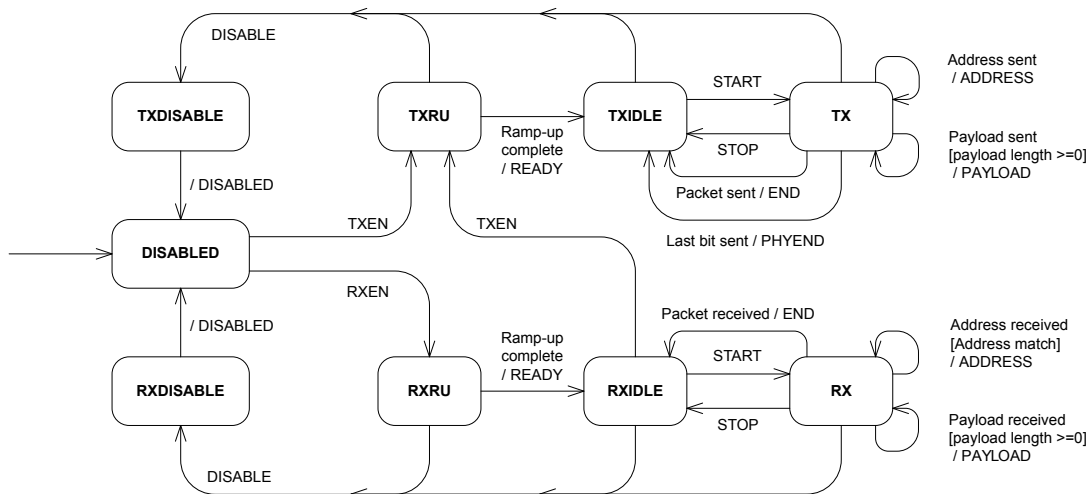 DISABLE
TXDISABLE
TXRU
TXIDLE
TX
START
STOP
Ramp-up
complete
/ READY
Address sent
/ ADDRESS
Payload sent
[payload length >=0]
/ PAYLOAD
Packet sent / END
Last bit sent / PHYEND
/ DISABLED
TXEN
TXEN
DISABLED
RXEN
/ DISABLED
Ramp-up
complete
/ READY
Packet received / END
START
Address received
[Address match]
/ ADDRESS
RXDISABLE
RXRU
RXIDLE
RX
STOP
Payload received
[payload length >=0]
/ PAYLOAD
DISABLE